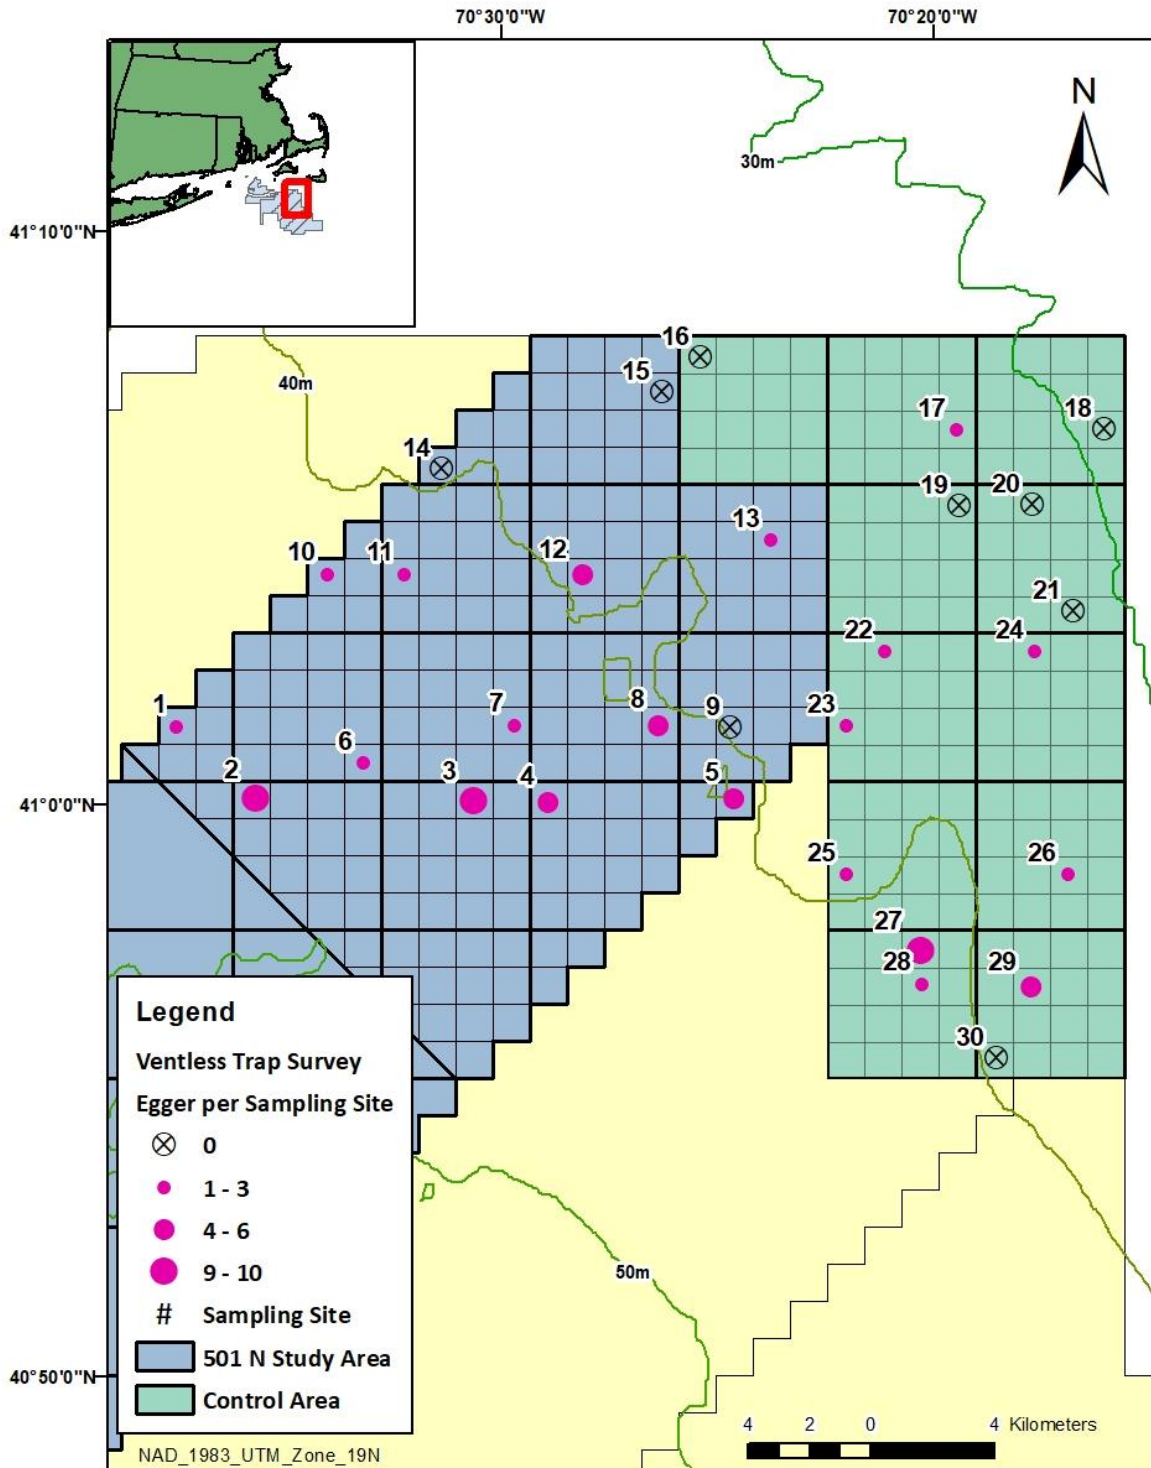 70°30'0"W
70°20'0"W
N
30m
41°10'0"N
16
40m
15
17
18
14
19
20
13
10
11
12
21
22
24
1
7
8
9
23
6
2
3
4
5
41°0'0"N
25
26
27
28
29
30
Legend
Ventless Trap Survey
Egger per Sampling Site
0
1 - 3
4 - 6
9 - 10
# Sampling Site
501 N Study Area
Control Area
50m
40°50'0"N
4 2 0 4 Kilometers
NAD_1983_UTM_Zone_19N